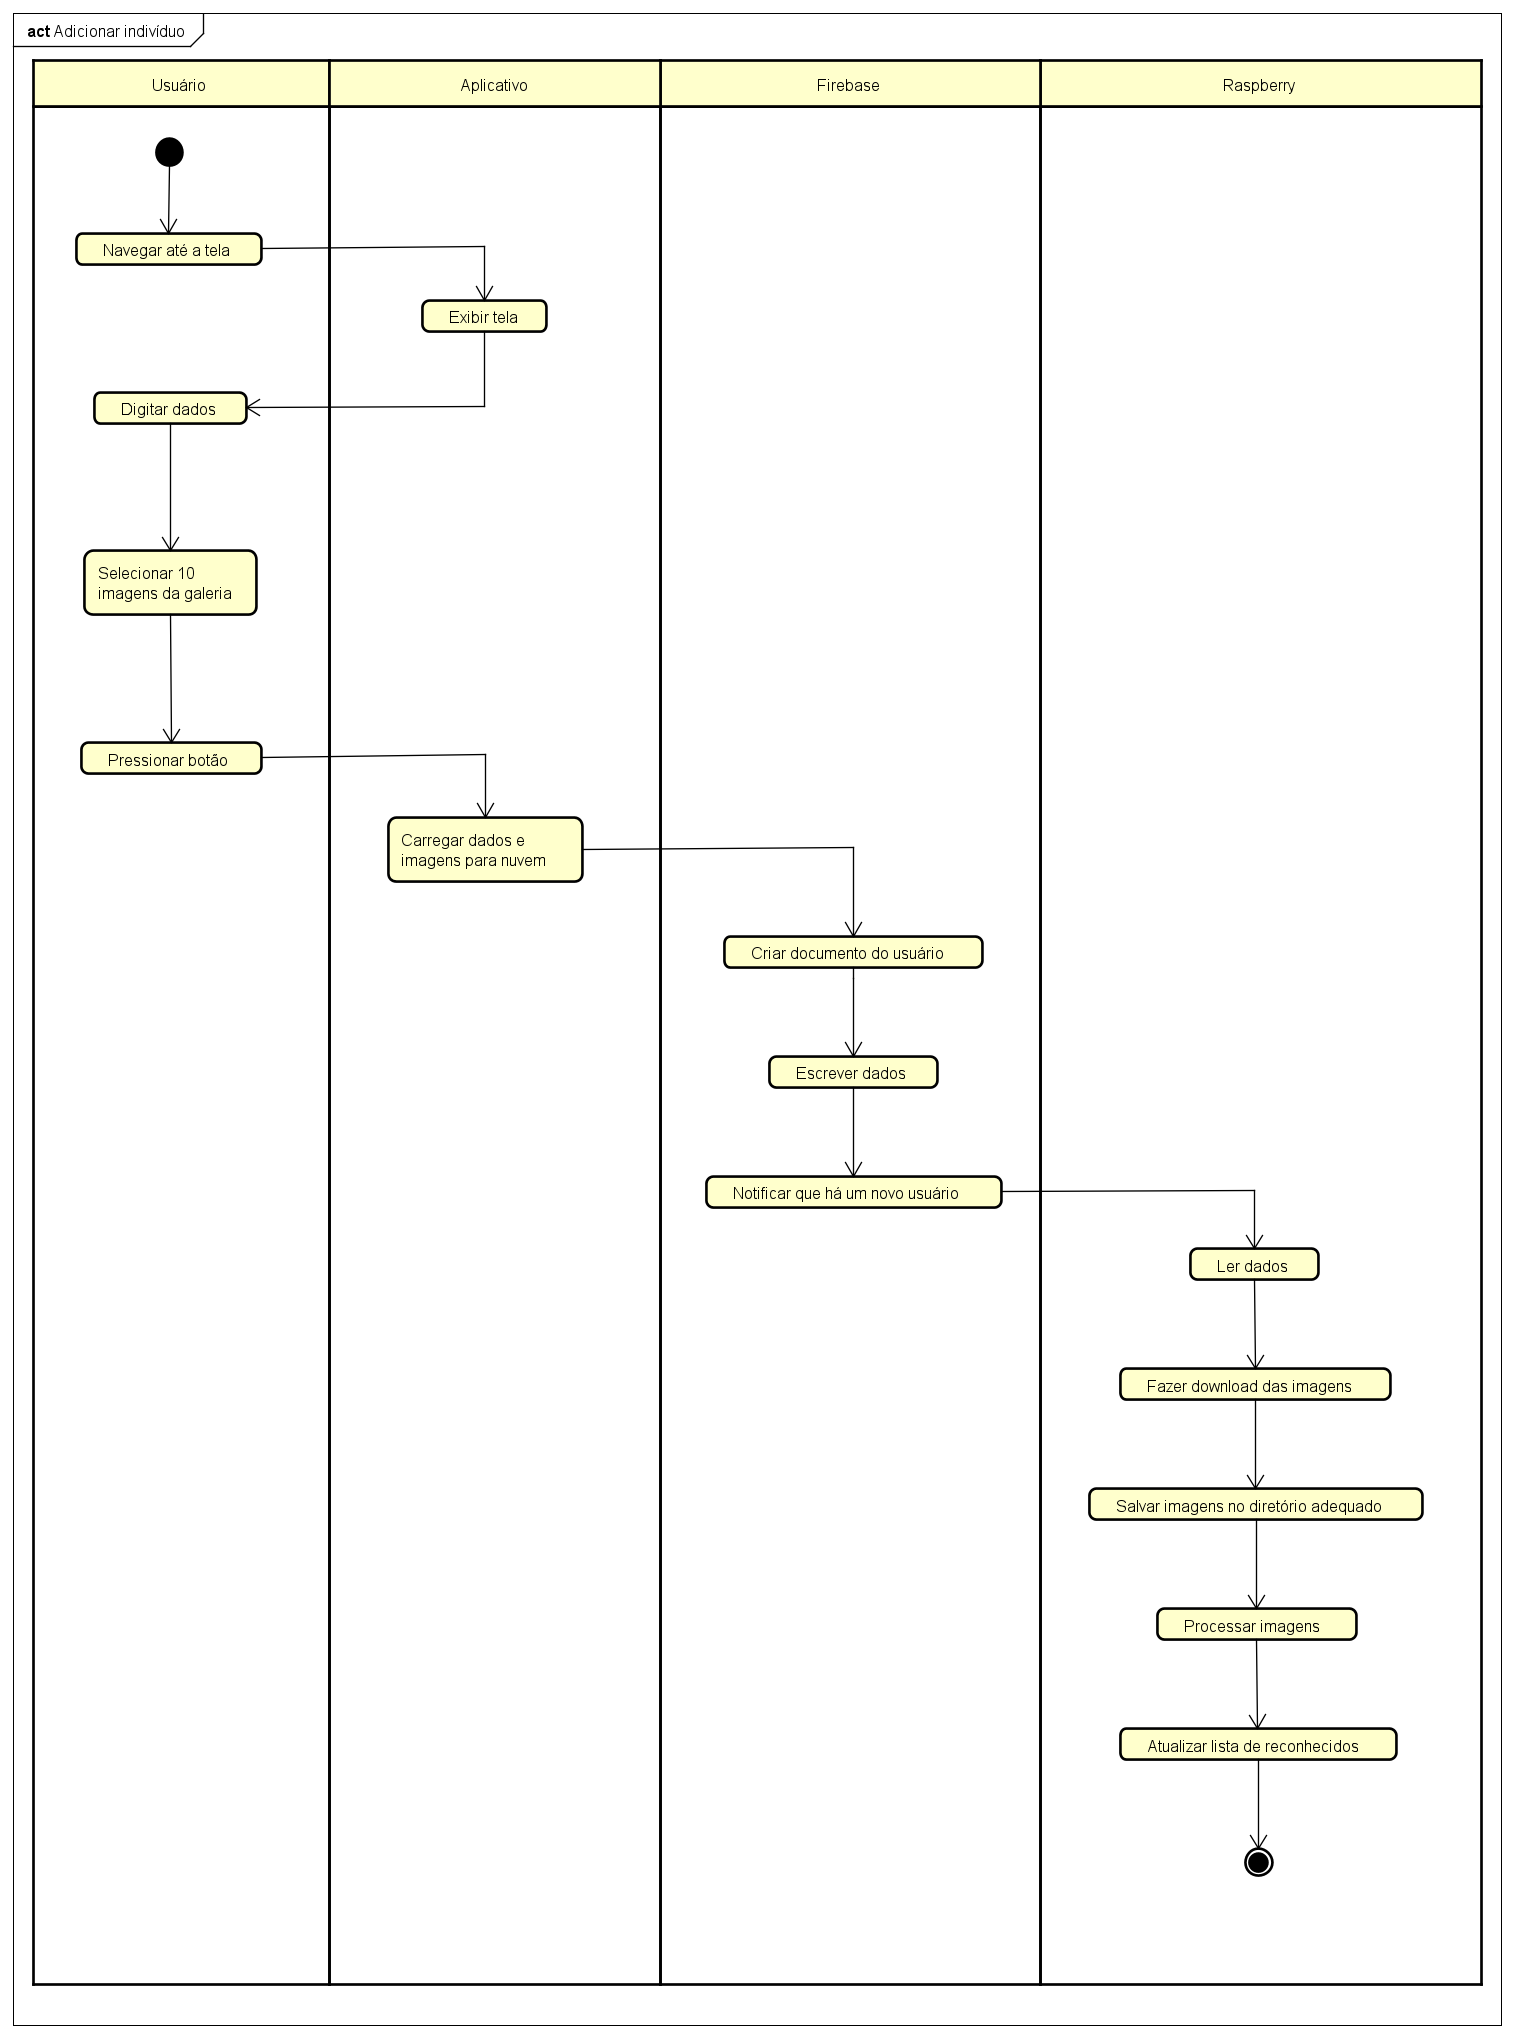 act Adicionar indivíduo
Usuário
Aplicativo
Firebase
Raspberry
Navegar até a tela
Exibir tela
Digitar dados
Selecionar 10
imagens da galeria
Pressionar botão
Carregar dados e
imagens para nuvem
Criar documento do usuário
Escrever dados
Notificar que há um novo usuário
Ler dados
Fazer download das imagens
Salvar imagens no diretório adequado
Processar imagens
Atualizar lista de reconhecidos